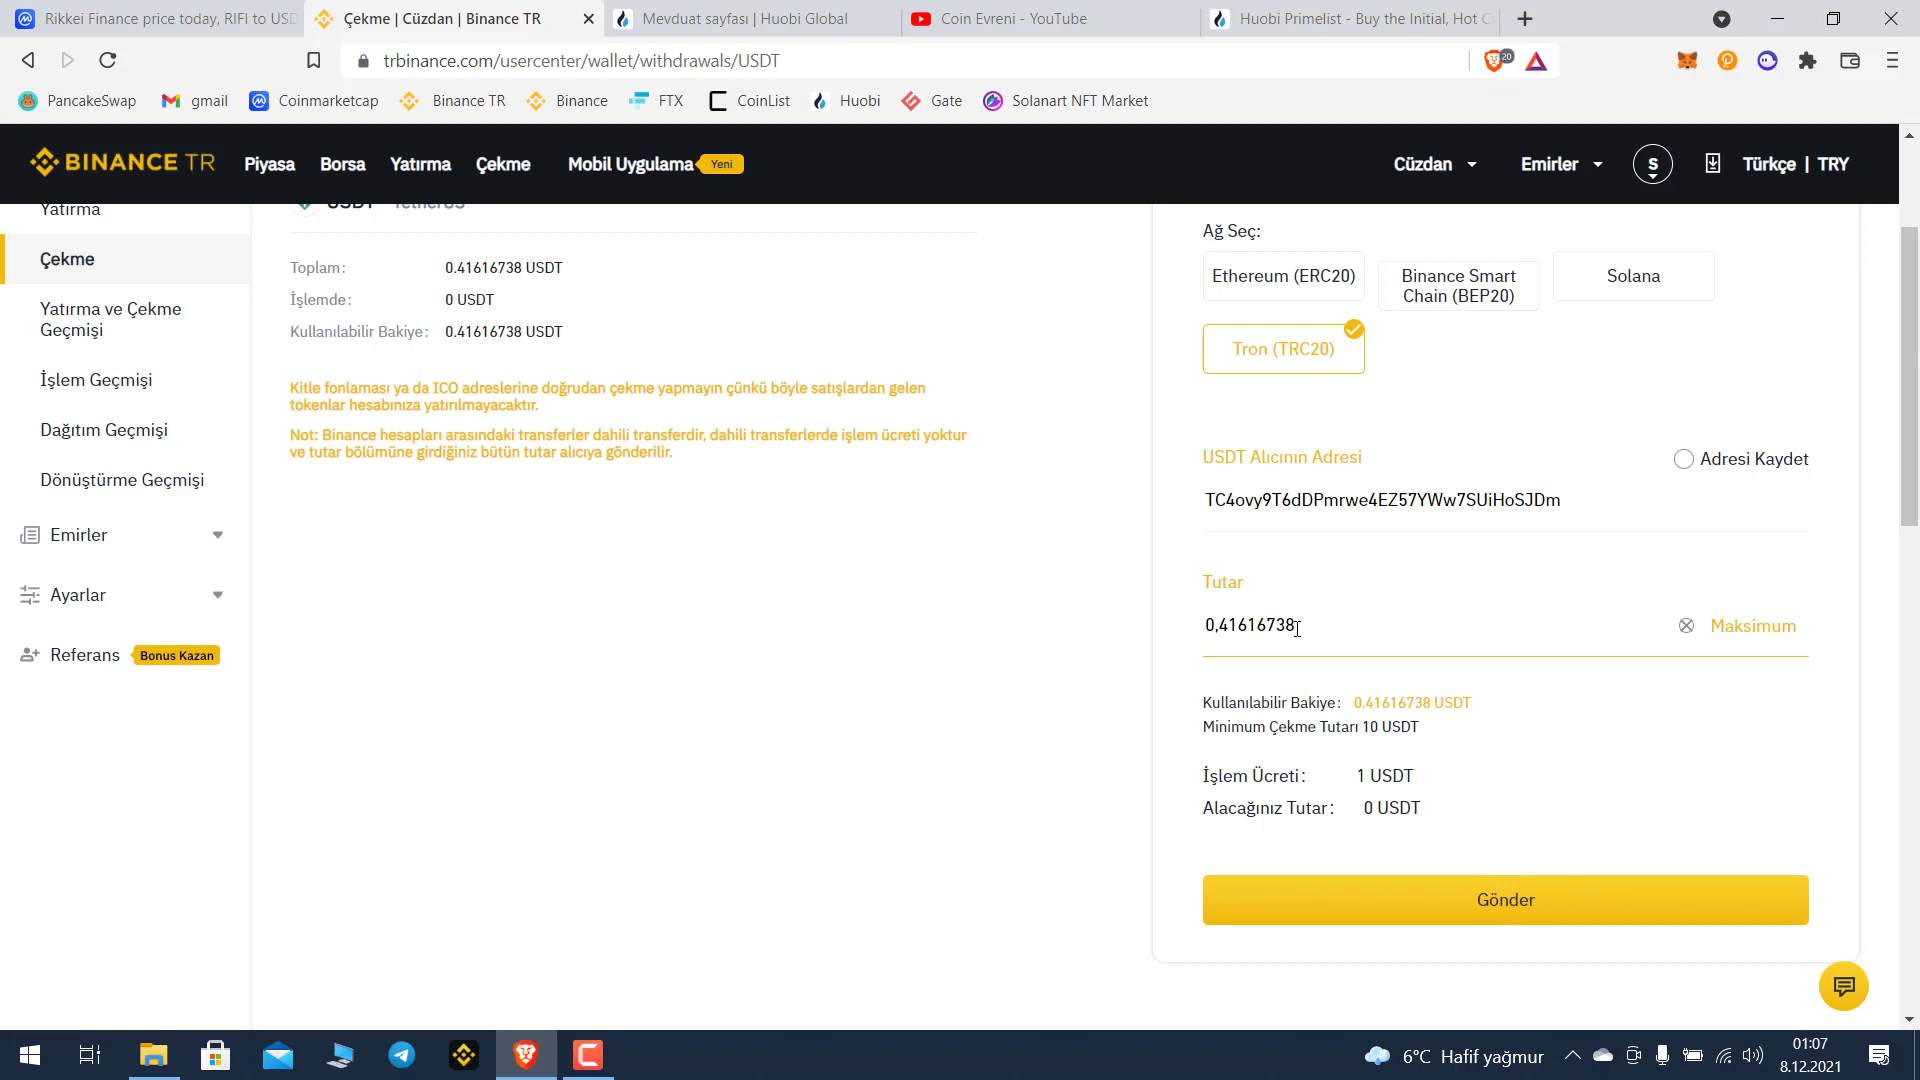 Rikkei Finance price today, RIFI to USD
Çekme | Cüzdan | Binance TR
Mevduat sayfası | Huobi Global
Coin Evreni - YouTube
Huobi Primelist - Buy the Initial, Hot C
trbinance.com/usercenter/wallet/withdrawals/USDT
20
PancakeSwap
gmail
Coinmarketcap
Binance TR
Binance
FTX
CoinList
Huobi
Gate
Solanart NFT Market
BINANCE TR
Piyasa
Borsa
Yatırma
Çekme
Mobil Uygulama
Yeni
Cüzdan
Emirler
S
Türkçe | TRY
Yatırma
Çekme
Yatırma ve Çekme
Geçmişi
İşlem Geçmişi
Dağıtım Geçmişi
Dönüştürme Geçmişi
Emirler
Ayarlar
Referans
Bonus Kazan
USDT TetherUS
Toplam: 0.41616738 USDT
İşlemde: 0 USDT
Kullanılabilir Bakiye: 0.41616738 USDT
Kitle fonlaması ya da ICO adreslerine doğrudan çekme yapmayın çünkü böyle satışlardan gelen
tokenlar hesabınıza yatırılmayacaktır.
Not: Binance hesapları arasındaki transferler dahili transferdir, dahili transferlerde işlem ücreti yoktur
ve tutar bölümüne girdiğiniz bütün tutar alıcıya gönderilir.
Ağ Seç:
Ethereum (ERC20)
Binance Smart
Chain (BEP20)
Solana
Tron (TRC20)
USDT Alıcının Adresi
Adresi Kaydet
TC4ovy9T6dDPmrwe4EZ57YWw7SUiHoSJDm
Tutar
0,41616738
Maksimum
Kullanılabilir Bakiye: 0.41616738 USDT
Minimum Çekme Tutarı 10 USDT
İşlem Ücreti: 1 USDT
Alacağınız Tutar: 0 USDT
Gönder
6°C Hafif yağmur
01:07
8.12.2021